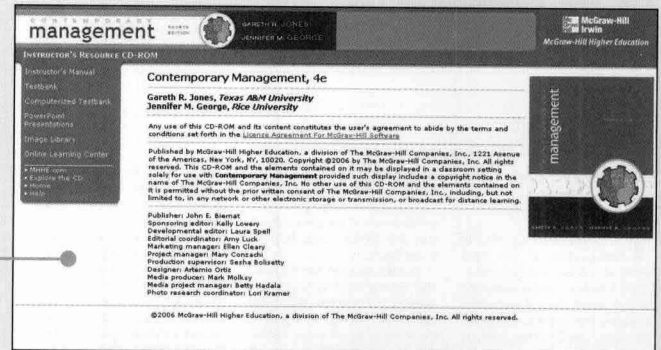 CONTEMPORARY
management
FOURTH
EDITION
GARETH R. JONES
JENNIFER M. GEORGE
McGraw-Hill
Irwin
McGraw-Hill Higher Education
INSTRUCTOR'S RESOURCE CD-ROM
Instructor's Manual
Testbank
Computerized Testbank
PowerPoint
Presentations
Image Library
Online Learning Center
• MHHE.com
• Explore the CD
• Home
• Help
Contemporary Management, 4e
Gareth R. Jones, Texas A&M University
Jennifer M. George, Rice University
Any use of this CD-ROM and its content constitutes the user's agreement to abide by the terms and
conditions set forth in the License Agreement For McGraw-Hill Software
Published by McGraw-Hill Higher Education, a division of The McGraw-Hill Companies, Inc., 1221 Avenue
of the Americas, New York, NY, 10020. Copyright ©2006 by The McGraw-Hill Companies, Inc. All rights
reserved. This CD-ROM and the elements contained on it may be displayed in a classroom setting
solely for use with Contemporary Management provided such display includes a copyright notice in the
name of The McGraw-Hill Companies, Inc. No other use of this CD-ROM and the elements contained on
it is permitted without the prior written consent of The McGraw-Hill Companies, Inc., including, but not
limited to, in any network or other electronic storage or transmission, or broadcast for distance learning.
Publisher: John E. Biernat
Sponsoring editor: Kelly Lowery
Developmental editor: Laura Spell
Editorial coordinator: Amy Luck
Marketing manager: Ellen Cleary
Project manager: Mary Conzachi
Production supervisor: Sesha Bolisetty
Designer: Artemio Ortiz
Media producer: Mark Molsky
Media project manager: Betty Hadala
Photo research coordinator: Lori Kramer
management
©2006 McGraw-Hill Higher Education, a division of The McGraw-Hill Companies, Inc. All rights reserved.